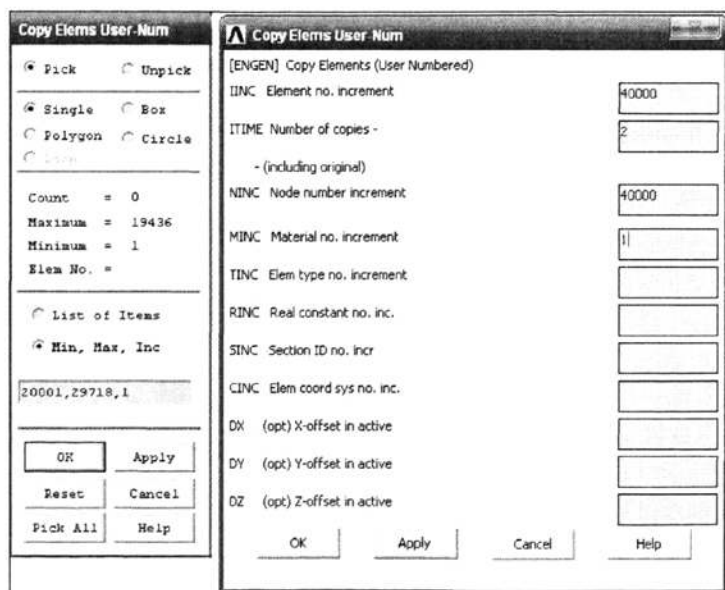 Copy Elems User-Num
Pick Unpick
Single Box
Polygon Circle
Count = 0
Maximum = 19436
Minimum = 1
Elem No. =
List of Items
Min, Max, Inc
20001,29718,1
OK Apply
Reset Cancel
Pick All Help
Copy Elems User-Num
[ENGEN] Copy Elements (User Numbered)
IINC Element no. increment 40000
ITIME Number of copies - 2
- (including original)
NINC Node number increment 40000
MINC Material no. increment 1
TINC Elem type no. increment
RINC Real constant no. inc.
SINC Section ID no. incr
CINC Elem coord sys no. inc.
DX (opt) X-offset in active
DY (opt) Y-offset in active
DZ (opt) Z-offset in active
OK Apply Cancel Help